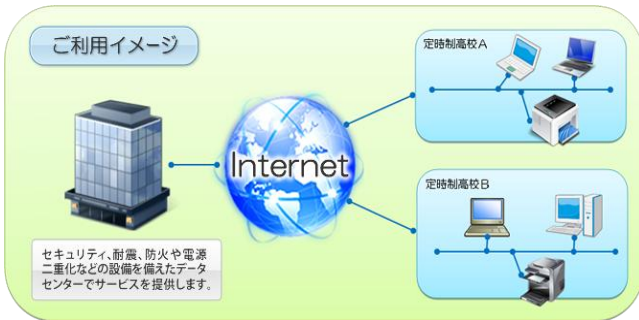 ご利用イメージ
定時制高校A
Internet
定時制高校B
セキュリティ、耐震、防火や電源
二重化などの設備を備えたデータ
センターでサービスを提供します。